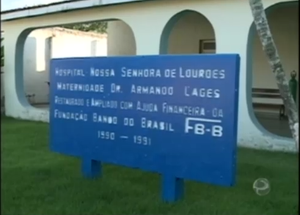 HOSPITAL NOSSA SENHORA DE LOURDES
MATERNIDADE DR. ARMANDO LAGES
RESTAURADO E AMPLIADO COM AJUDA FINANCEIRA DA
FUNDAÇÃO BANCO DO BRASIL FB-B
1990 - 1991